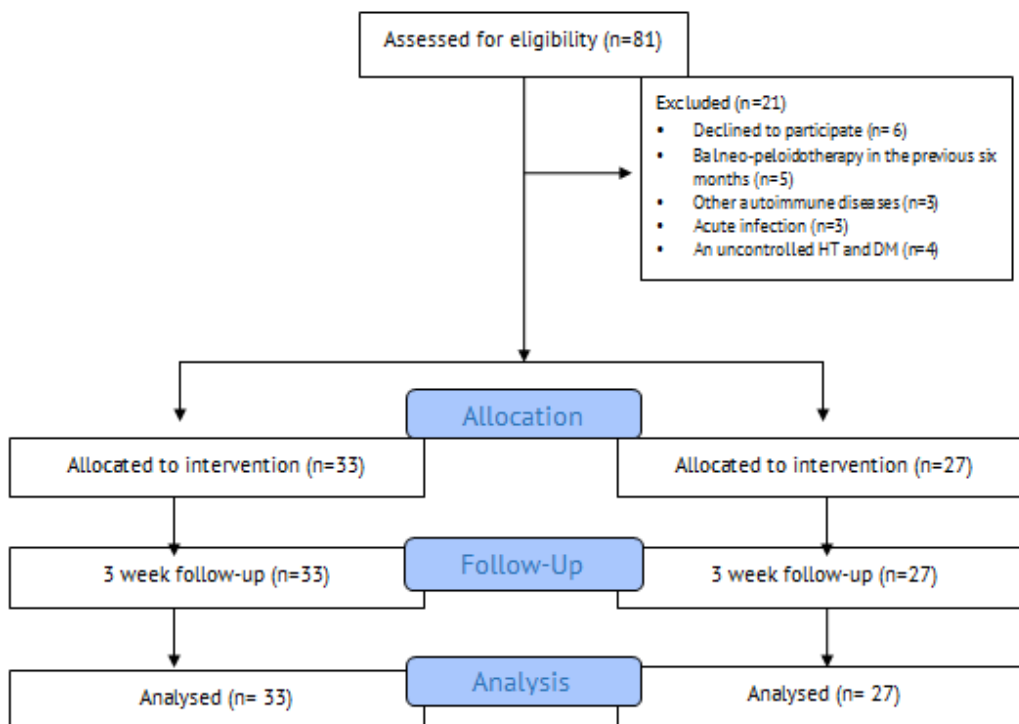 Assessed for eligibility (n=81)
Excluded (n=21)
• Declined to participate (n= 6)
• Balneo-peloidotherapy in the previous six
months (n=5)
• Other autoimmune diseases (n=3)
• Acute infection (n=3)
• An uncontrolled HT and DM (n=4)
Allocation
Allocated to intervention (n=33)
Allocated to intervention (n=27)
Follow-Up
3 week follow-up (n=33)
3 week follow-up (n=27)
Analysis
Analysed (n= 33)
Analysed (n= 27)